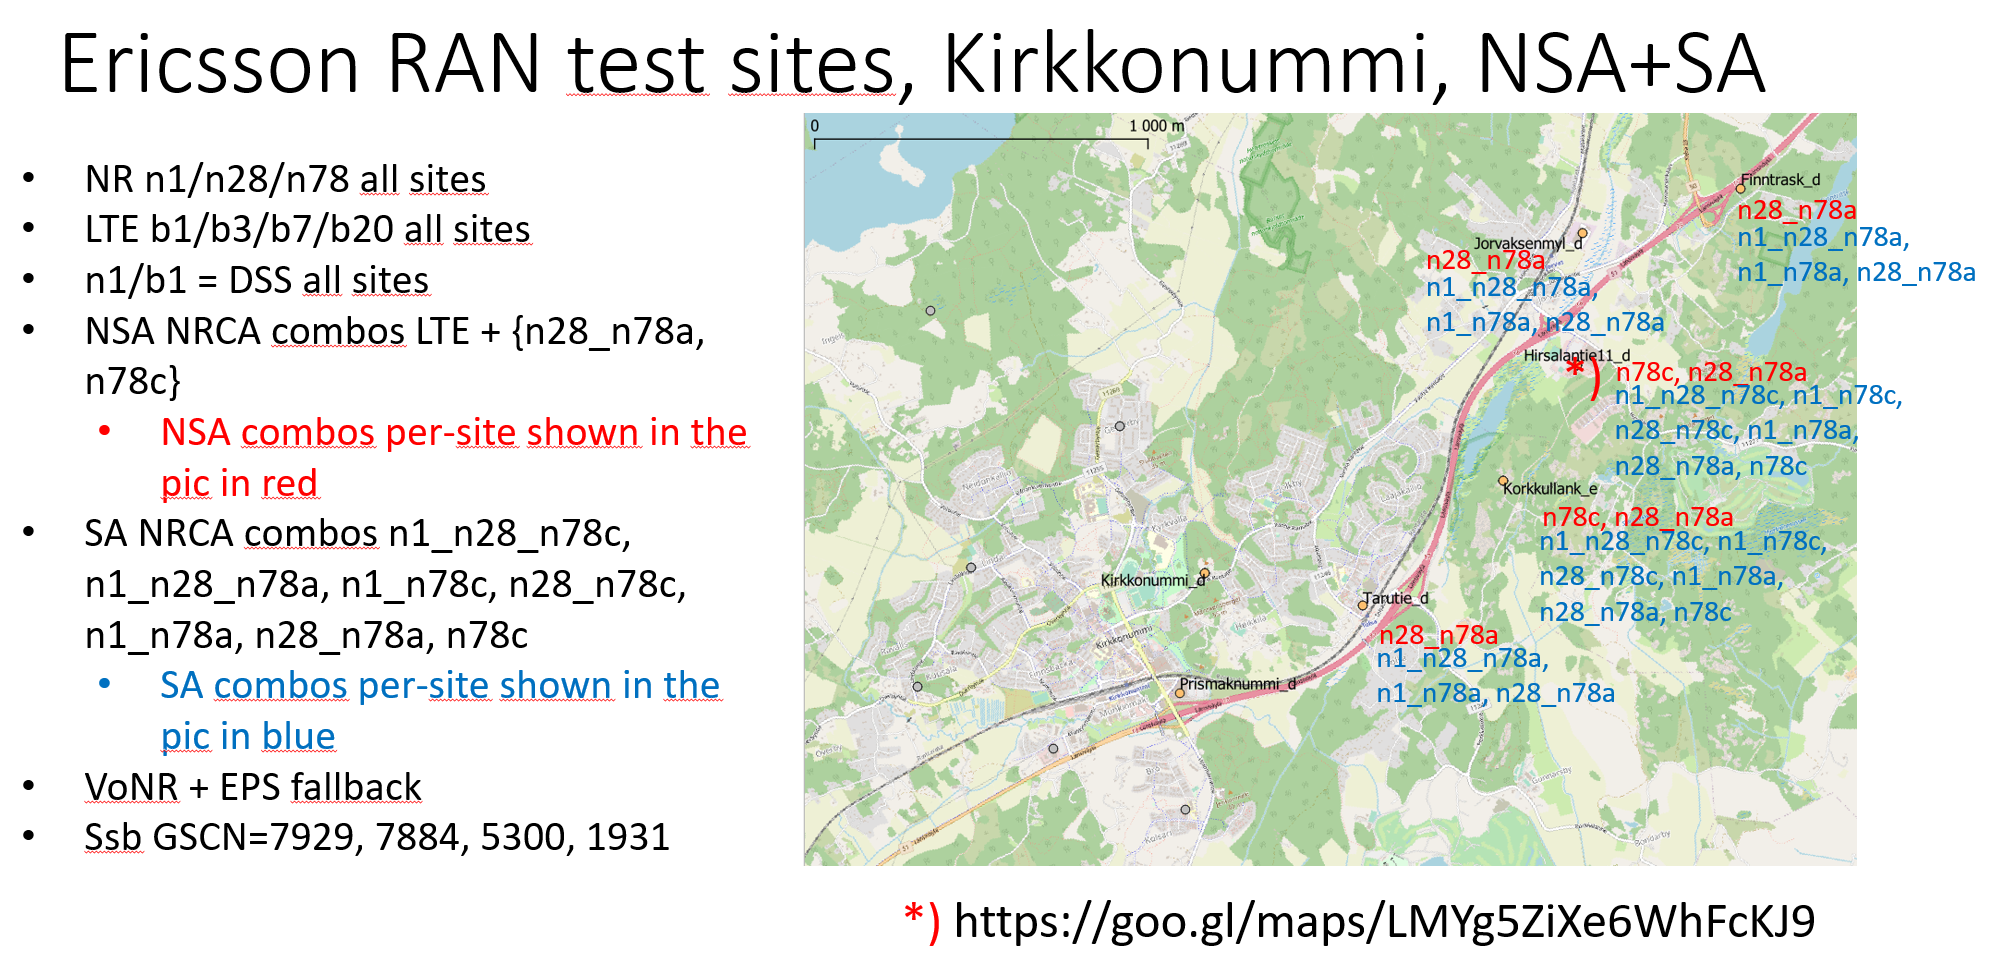 Ericsson RAN test sites, Kirkkonummi, NSA+SA
• NR n1/n28/n78 all sites
• LTE b1/b3/b7/b20 all sites
• n1/b1 = DSS all sites
• NSA NRCA combos LTE + {n28_n78a,
n78c}
• NSA combos per-site shown in the
pic in red
• SA NRCA combos n1_n28_n78c,
n1_n28_n78a, n1_n78c, n28_n78c,
n1_n78a, n28_n78a, n78c
• SA combos per-site shown in the
pic in blue
• VoNR + EPS fallback
• Ssb GSCN=7929, 7884, 5300, 1931
0 1 000 m
Finntrask_d
n28_n78a
n1_n28_n78a,
n1_n78a, n28_n78a
Jorvaksenmyl_d
n28_n78a
n1_n28_n78a,
n1_n78a, n28_n78a
Hirsalantie11_d
*) n78c, n28_n78a
n1_n28_n78c, n1_n78c,
n28_n78c, n1_n78a,
n28_n78a, n78c
Korkkullank_e
n78c, n28_n78a
n1_n28_n78c, n1_n78c,
n28_n78c, n1_n78a,
n28_n78a, n78c
Kirkkonummi_d
Tarutie_d
n28_n78a
n1_n28_n78a,
n1_n78a, n28_n78a
Kirkkonummi
Prismaknummi_d
*) https://goo.gl/maps/LMYg5ZiXe6WhFcKJ9